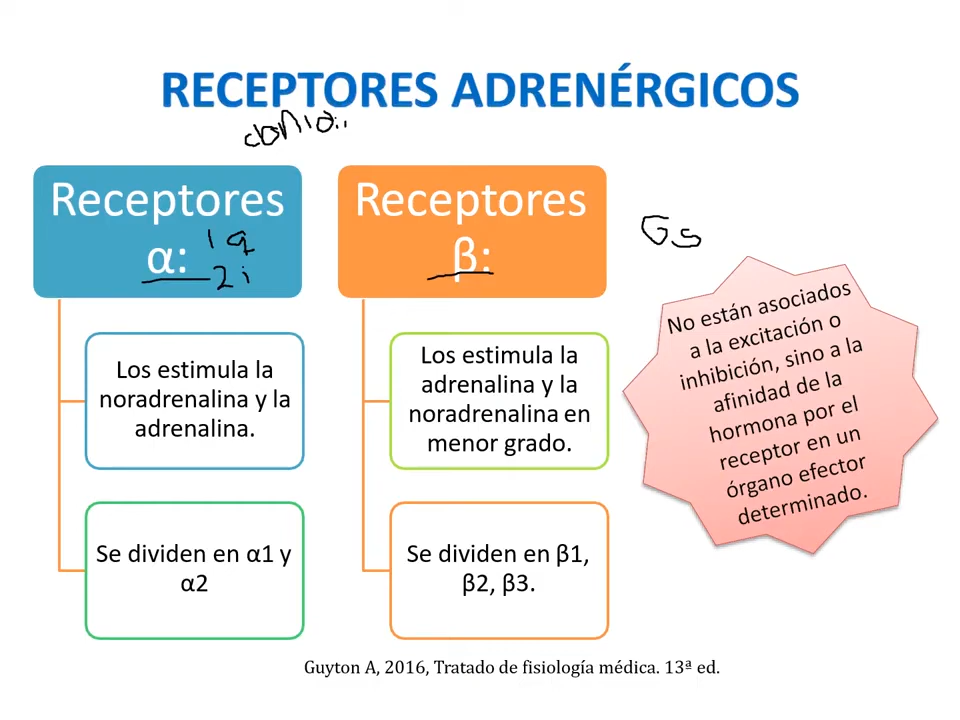 RECEPTORES ADRENÉRGICOS
Receptores
α:
1 q
2 i
Los estimula la
noradrenalina y la
adrenalina.
Se dividen en α1 y
α2
Receptores
β:
Los estimula la
adrenalina y la
noradrenalina en
menor grado.
Se dividen en β1,
β2, β3.
Gs
No están asociados
a la excitación o
inhibición, sino a la
afinidad de la
hormona por el
receptor en un
órgano efector
determinado.
Guyton A, 2016, Tratado de fisiología médica. 13ª ed.